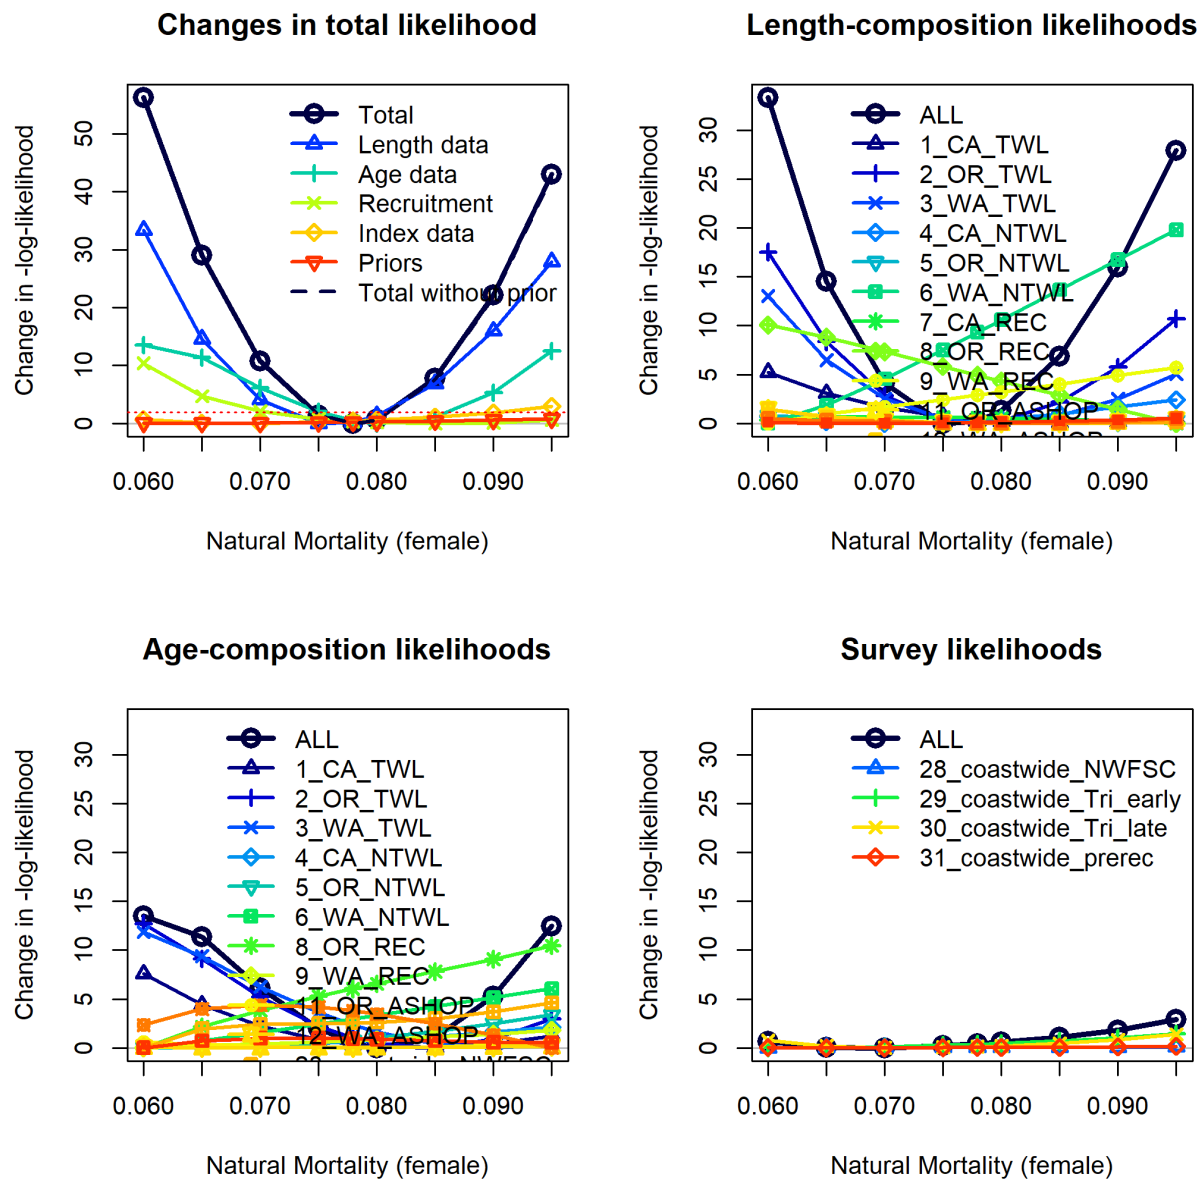 Changes in total likelihood
Change in -log-likelihood
50
40
30
20
10
0
Total
Length data
Age data
Recruitment
Index data
Priors
Total without prior
0.060 0.070 0.080 0.090
Natural Mortality (female)
Length-composition likelihoods
Change in -log-likelihood
30
25
20
15
10
5
0
ALL
1_CA_TWL
2_OR_TWL
3_WA_TWL
4_CA_NTWL
5_OR_NTWL
6_WA_NTWL
7_CA_REC
8_OR_REC
9_WA_REC
11_OR_ASHOP
12_WA_ASHOP
0.060 0.070 0.080 0.090
Natural Mortality (female)
Age-composition likelihoods
Change in -log-likelihood
30
25
20
15
10
5
0
ALL
1_CA_TWL
2_OR_TWL
3_WA_TWL
4_CA_NTWL
5_OR_NTWL
6_WA_NTWL
8_OR_REC
9_WA_REC
11_OR_ASHOP
12_WA_ASHOP
0.060 0.070 0.080 0.090
Natural Mortality (female)
Survey likelihoods
Change in -log-likelihood
30
25
20
15
10
5
0
ALL
28_coastwide_NWFSC
29_coastwide_Tri_early
30_coastwide_Tri_late
31_coastwide_prerec
0.060 0.070 0.080 0.090
Natural Mortality (female)